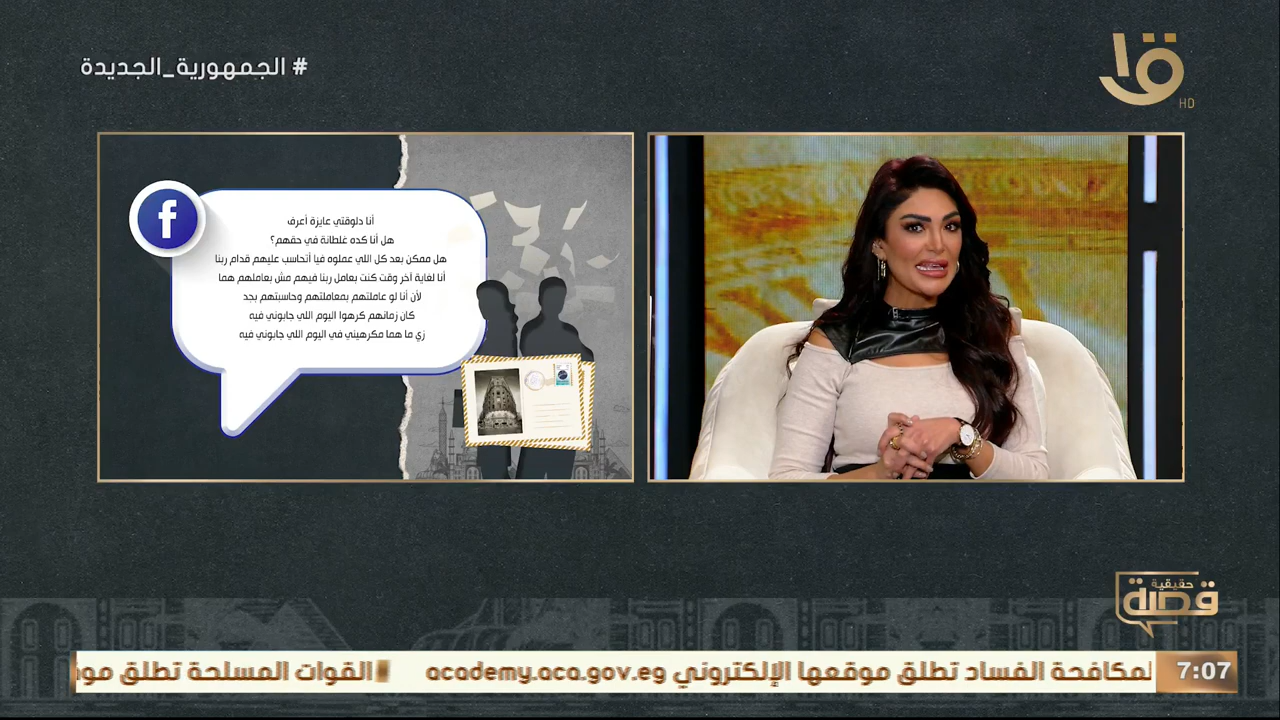 # الجمهورية_الجديدة
HD
f
أنا دلوقتي عايزة أعرف
هل أنا كده غلطانة في حقهم؟
هل ممكن بعد كل اللي عملوه فيا أتحاسب عليهم قدام ربنا
أنا لغاية آخر وقت كنت بعامل ربنا فيهم مش بعاملهم هما
لأن أنا لو عاملتهم بمعاملتهم وحاسبتهم بجد
كان زمانهم كرهوا اليوم اللي جابوني فيه
زي ما هما مكرهيني في اليوم اللي جابوني فيه
قصة حقيقية
لمكافحة الفساد تطلق موقعها الإلكتروني academy.aca.gov.eg
القوات المسلحة تطلق
7:07